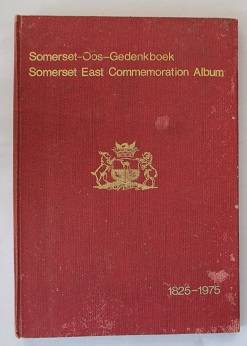 Somerset-Oos-Gedenkboek
Somerset East Commemoration Album
1825-1975